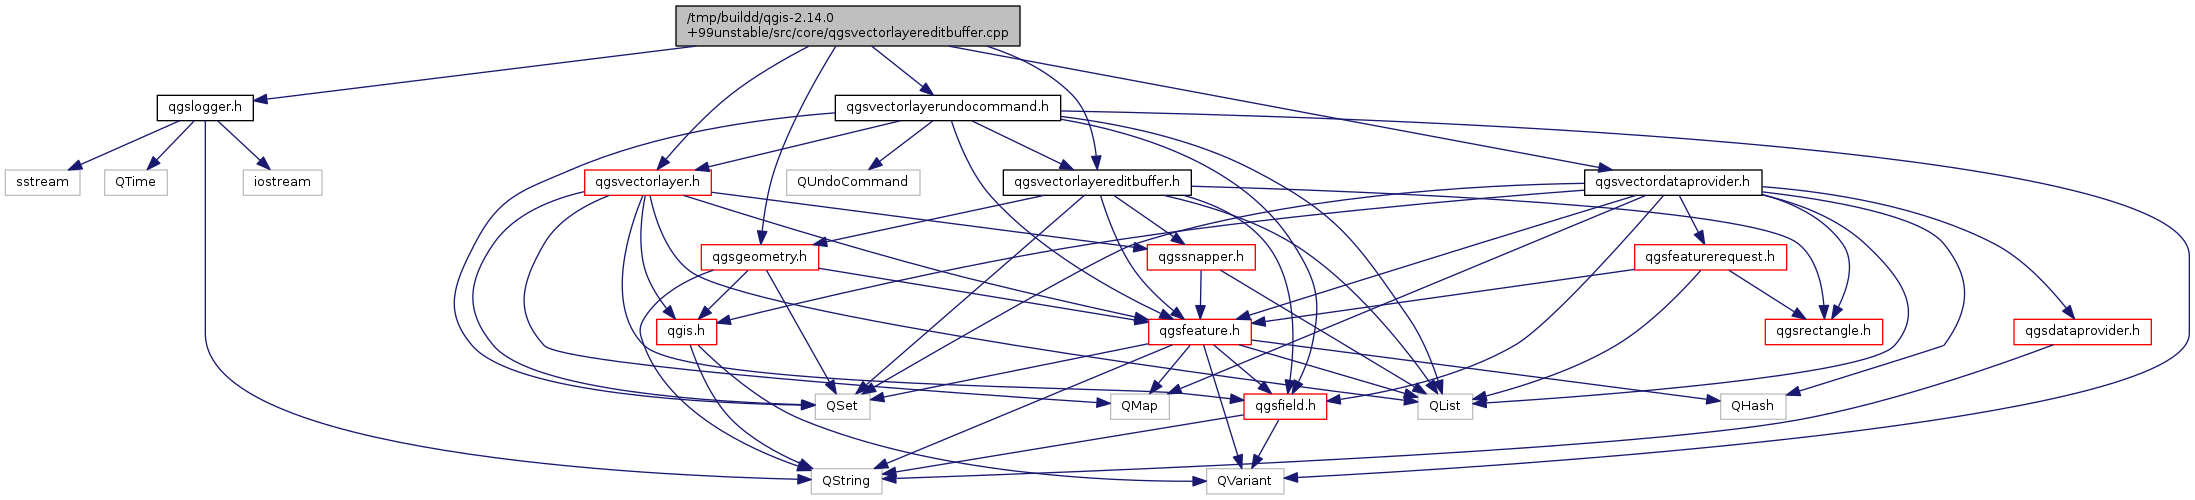 /tmp/buildd/qgis-2.14.0
+99unstable/src/core/qgsvectorlayereditbuffer.cpp
qgslogger.h
qgsvectorlayerundocommand.h
sstream
QTime
iostream
qgsvectorlayer.h
QUndoCommand
qgsvectorlayereditbuffer.h
qgsvectordataprovider.h
qgsgeometry.h
qgssnapper.h
qgsfeaturerequest.h
qgis.h
qgsfeature.h
qgsrectangle.h
qgsdataprovider.h
QSet
QMap
qgsfield.h
QList
QHash
QString
QVariant